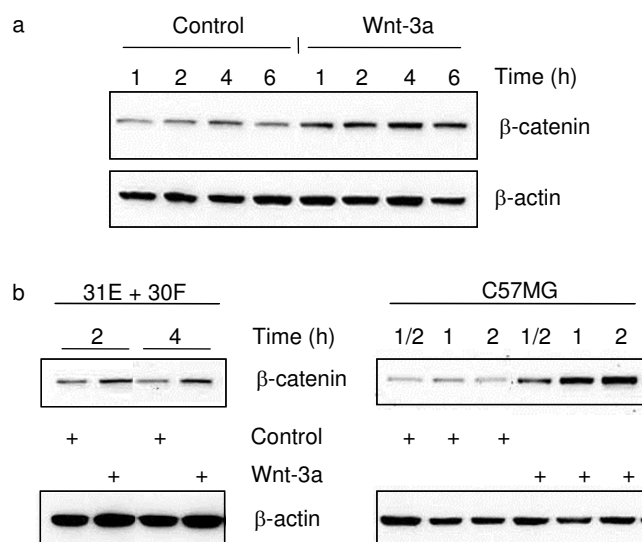 a
Control Wnt-3a
1 2 4 6 1 2 4 6 Time (h)
β-catenin
β-actin
b
31E + 30F C57MG
2 4 Time (h) 1/2 1 2 1/2 1 2
β-catenin
+ + Control + + +
+ + Wnt-3a + + +
β-actin